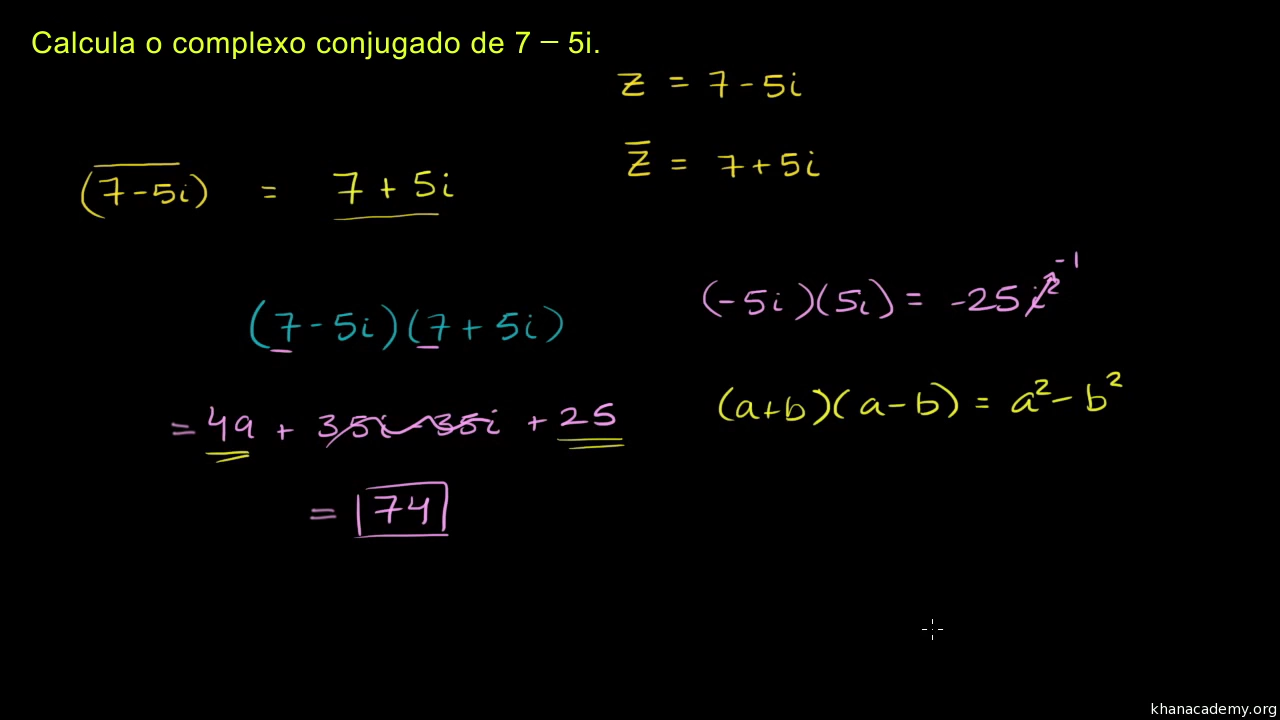 Calcula o complexo conjugado de 7 – 5i.
z = 7 - 5i
z̅ = 7 + 5i
(7 - 5i)̅ = 7 + 5i
(-5i)(5i) = -25i² -1
(7 - 5i)(7 + 5i)
(a+b)(a-b) = a² - b²
= 49 + 35i - 35i + 25
= 74
khanacademy.org